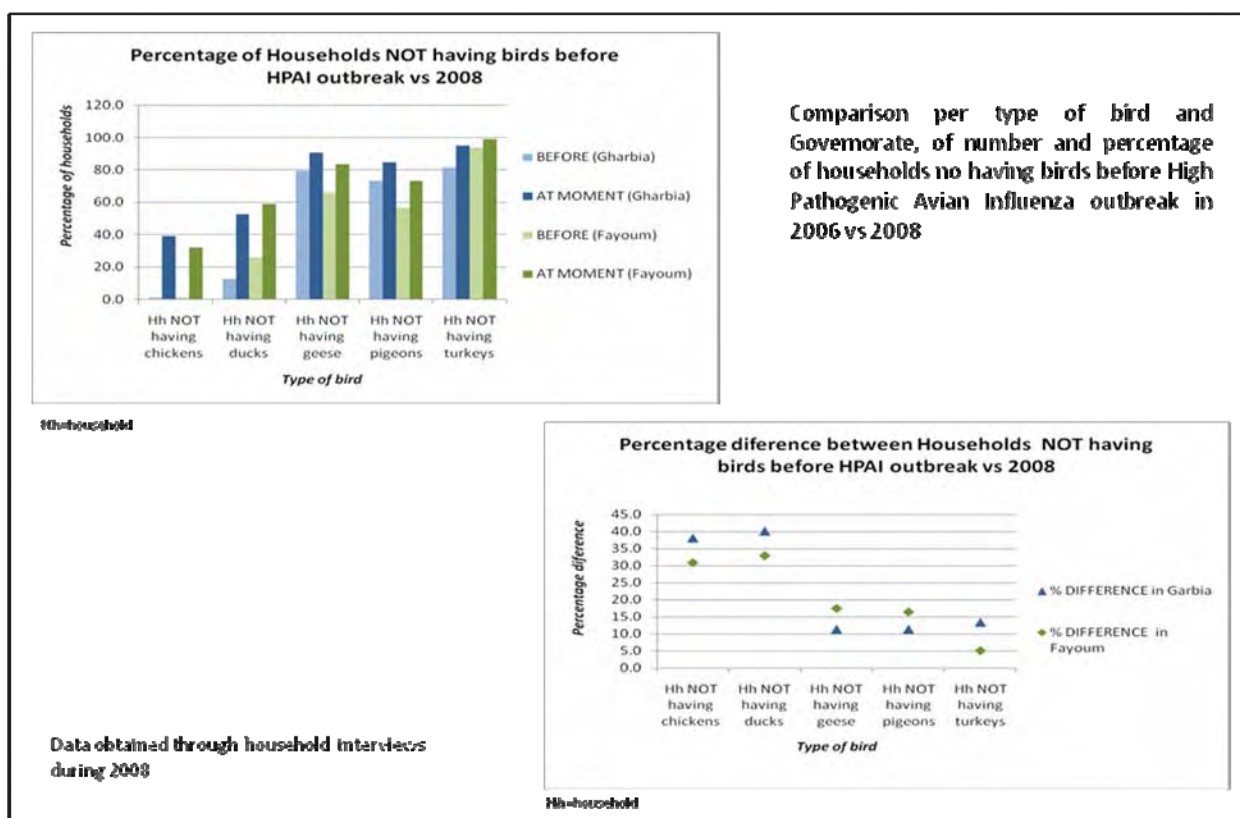 Percentage of Households NOT having birds before
HPAI outbreak vs 2008
Percentage of households
120.0
100.0
80.0
60.0
40.0
20.0
0.0
Hh NOT having chickens
Hh NOT having ducks
Hh NOT having geese
Hh NOT having pigeons
Hh NOT having turkeys
Type of bird
BEFORE (Gharbia)
AT MOMENT (Gharbia)
BEFORE (Fayoum)
AT MOMENT (Fayoum)
Hh=household
Comparison per type of bird and
Governorate, of number and percentage
of households no having birds before High
Pathogenic Avian Influenza outbreak in
2006 vs 2008
Percentage diference between Households NOT having
birds before HPAI outbreak vs 2008
Percentage diference
45.0
40.0
35.0
30.0
25.0
20.0
15.0
10.0
5.0
0.0
Hh NOT having chickens
Hh NOT having ducks
Hh NOT having geese
Hh NOT having pigeons
Hh NOT having turkeys
Type of bird
% DIFFERENCE in Garbia
% DIFFERENCE in
Fayoum
Hh=household
Data obtained through household interviews
during 2008